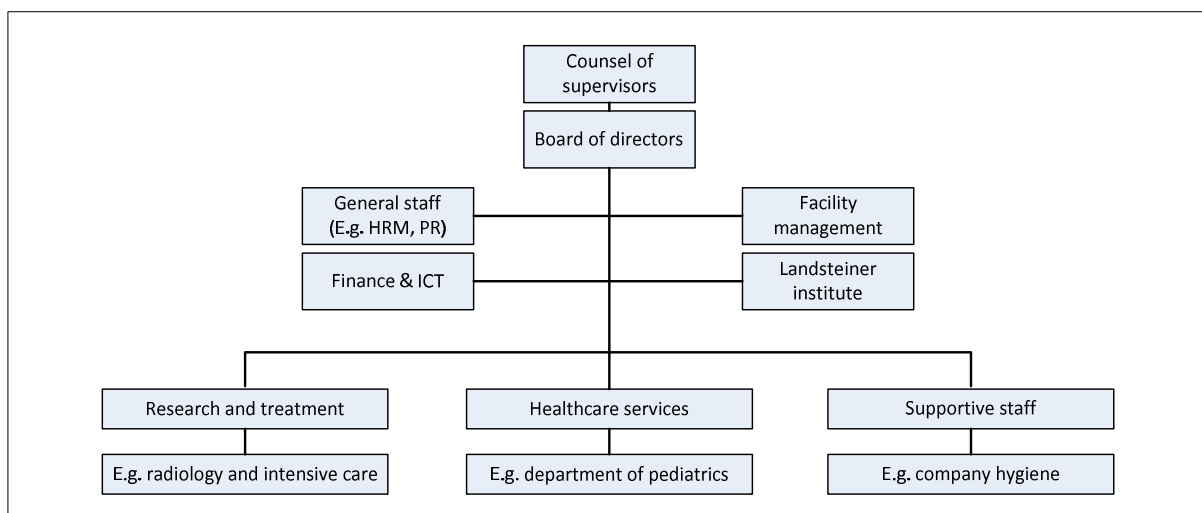 Counsel of
supervisors
Board of directors
General staff
(E.g. HRM, PR)
Facility
management
Finance & ICT
Landsteiner
institute
Research and treatment
Healthcare services
Supportive staff
E.g. radiology and intensive care
E.g. department of pediatrics
E.g. company hygiene